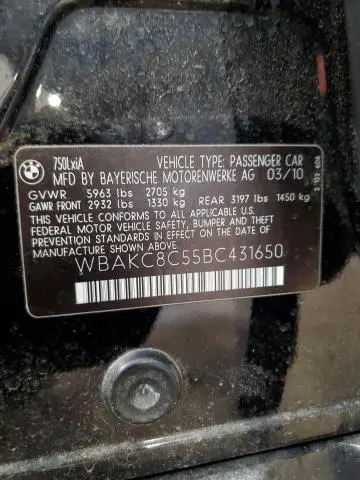 BMW
750LxiA
VEHICLE TYPE: PASSENGER CAR
MFD BY BAYERISCHE MOTORENWERKE AG 03/10
GVWR 5963 lbs 2705 kg
GAWR FRONT 2932 lbs 1330 kg REAR 3197 lbs 1450 kg
THIS VEHICLE CONFORMS TO ALL APPLICABLE
FEDERAL MOTOR VEHICLE SAFETY, BUMPER AND THEFT
PREVENTION STANDARDS IN EFFECT ON THE DATE OF
MANUFACTURE SHOWN ABOVE.
WBAKC8C55BC431650